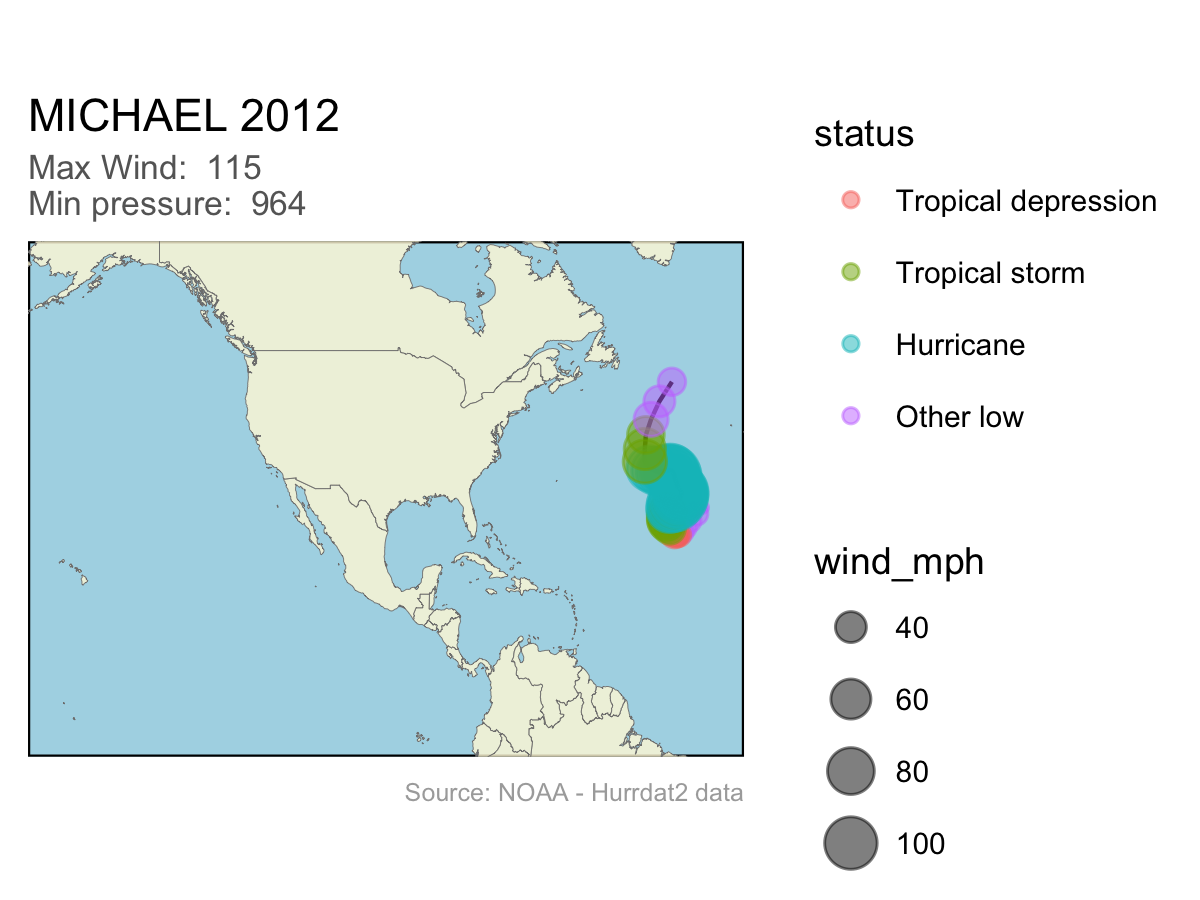 MICHAEL 2012
Max Wind:  115
Min pressure:  964
Source: NOAA - Hurrdat2 data
status
Tropical depression
Tropical storm
Hurricane
Other low
wind_mph
40
60
80
100